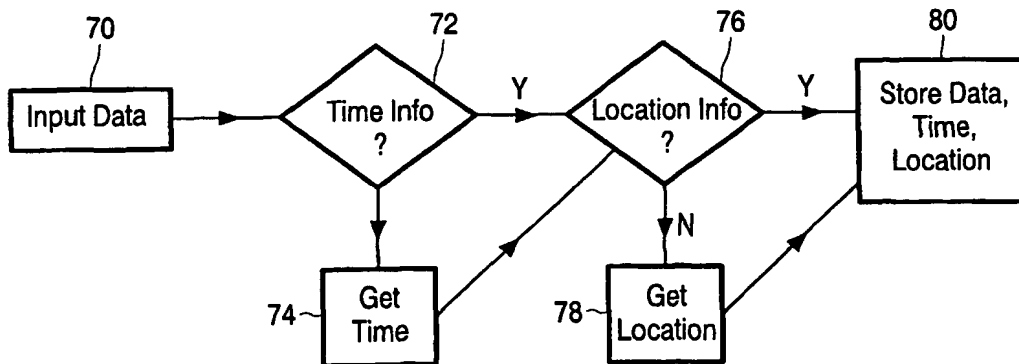 70
Input Data
72
Time Info
?
Y
74
Get
Time
76
Location Info
?
Y
N
78
Get
Location
80
Store Data,
Time,
Location